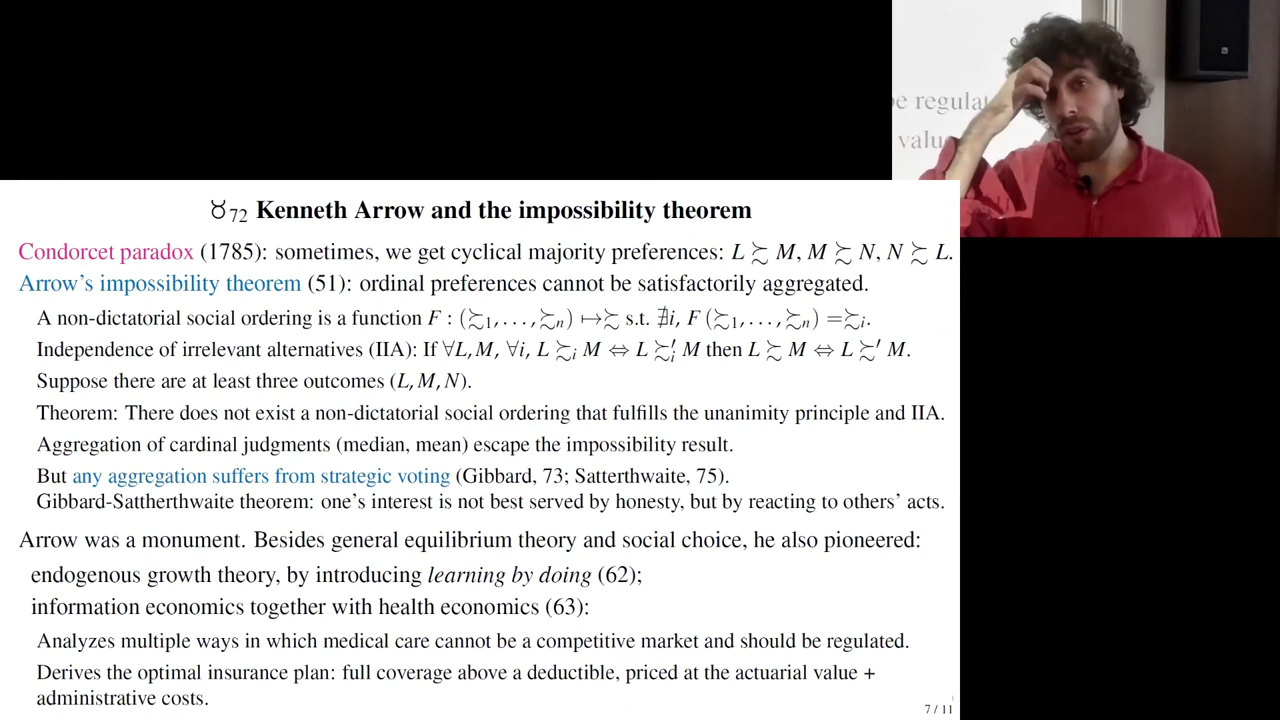 be regulat
valu
♉72 Kenneth Arrow and the impossibility theorem
Condorcet paradox (1785): sometimes, we get cyclical majority preferences: L ≿ M, M ≿ N, N ≿ L.
Arrow's impossibility theorem (51): ordinal preferences cannot be satisfactorily aggregated.
A non-dictatorial social ordering is a function F : (≿1, . . . , ≿n) ↦ ≿ s.t. ∄i, F (≿1, . . . , ≿n) =≿i.
Independence of irrelevant alternatives (IIA): If ∀L, M, ∀i, L ≿i M ⇔ L ≿′i M then L ≿ M ⇔ L ≿′ M.
Suppose there are at least three outcomes (L, M, N).
Theorem: There does not exist a non-dictatorial social ordering that fulfills the unanimity principle and IIA.
Aggregation of cardinal judgments (median, mean) escape the impossibility result.
But any aggregation suffers from strategic voting (Gibbard, 73; Satterthwaite, 75).
Gibbard-Sattherthwaite theorem: one's interest is not best served by honesty, but by reacting to others' acts.
Arrow was a monument. Besides general equilibrium theory and social choice, he also pioneered:
endogenous growth theory, by introducing learning by doing (62);
information economics together with health economics (63):
Analyzes multiple ways in which medical care cannot be a competitive market and should be regulated.
Derives the optimal insurance plan: full coverage above a deductible, priced at the actuarial value +
administrative costs.
7 / 11